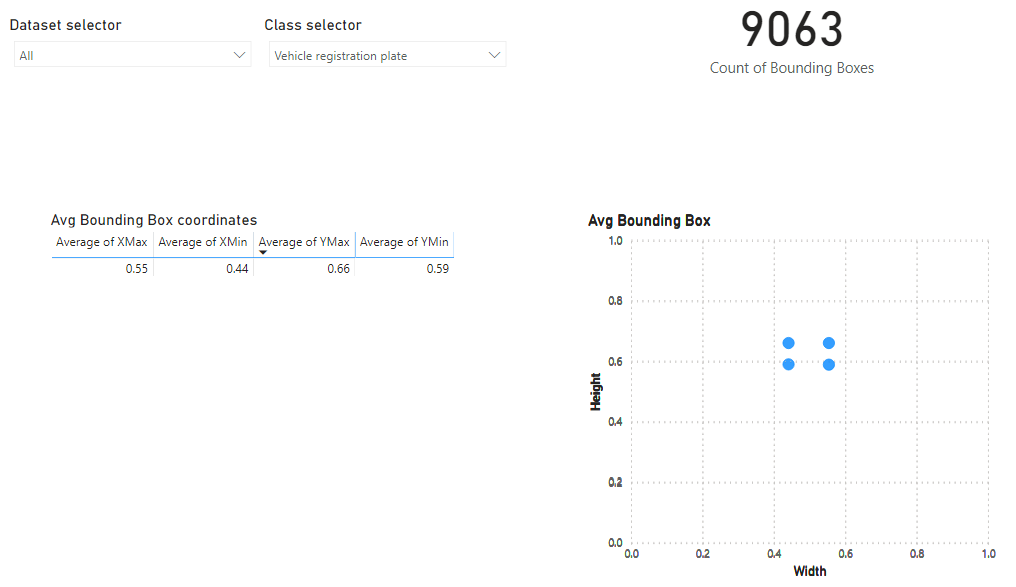 Dataset selector
All
Class selector
Vehicle registration plate
9063
Count of Bounding Boxes
Avg Bounding Box coordinates
Average of XMax Average of XMin Average of YMax Average of YMin
0.55 0.44 0.66 0.59
Avg Bounding Box
1.0
0.8
0.6
0.4
0.2
0.0
Height
0.0 0.2 0.4 0.6 0.8 1.0
Width